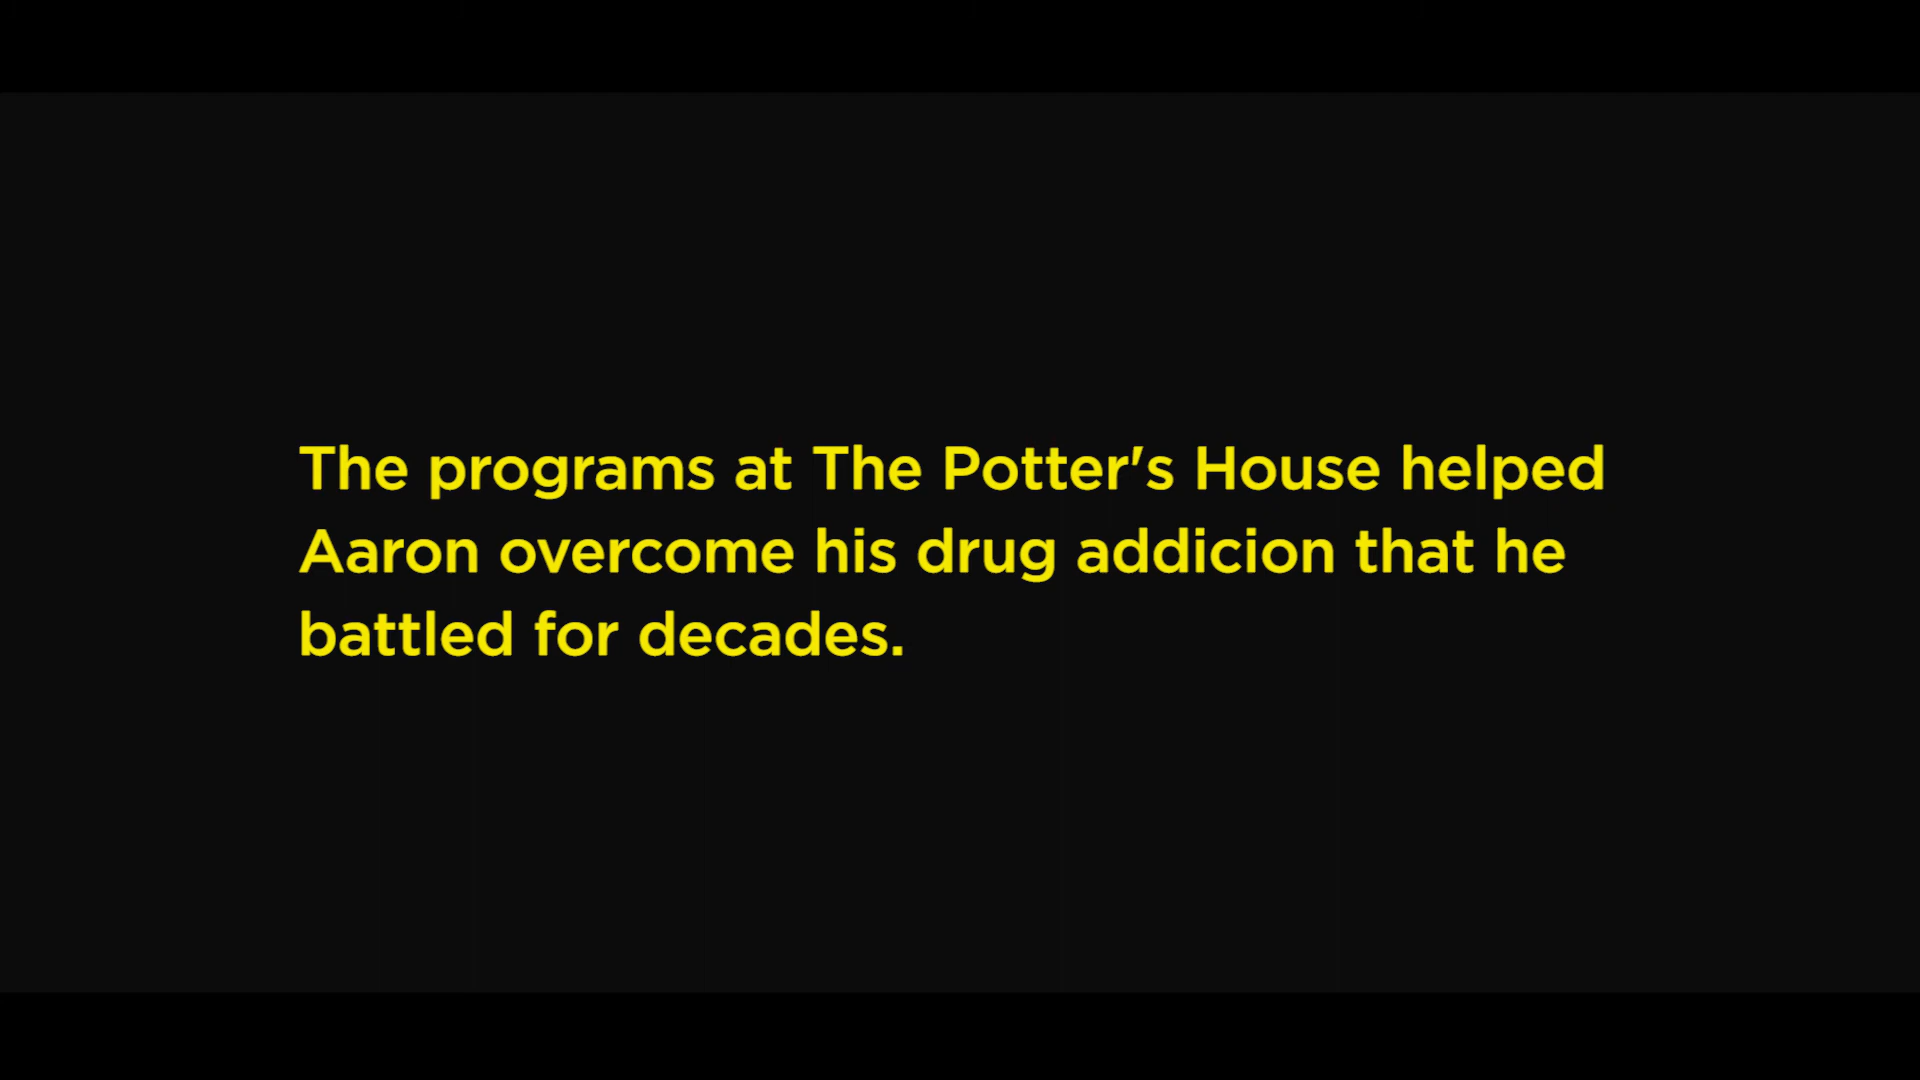 The programs at The Potter's House helped
Aaron overcome his drug addicion that he
battled for decades.